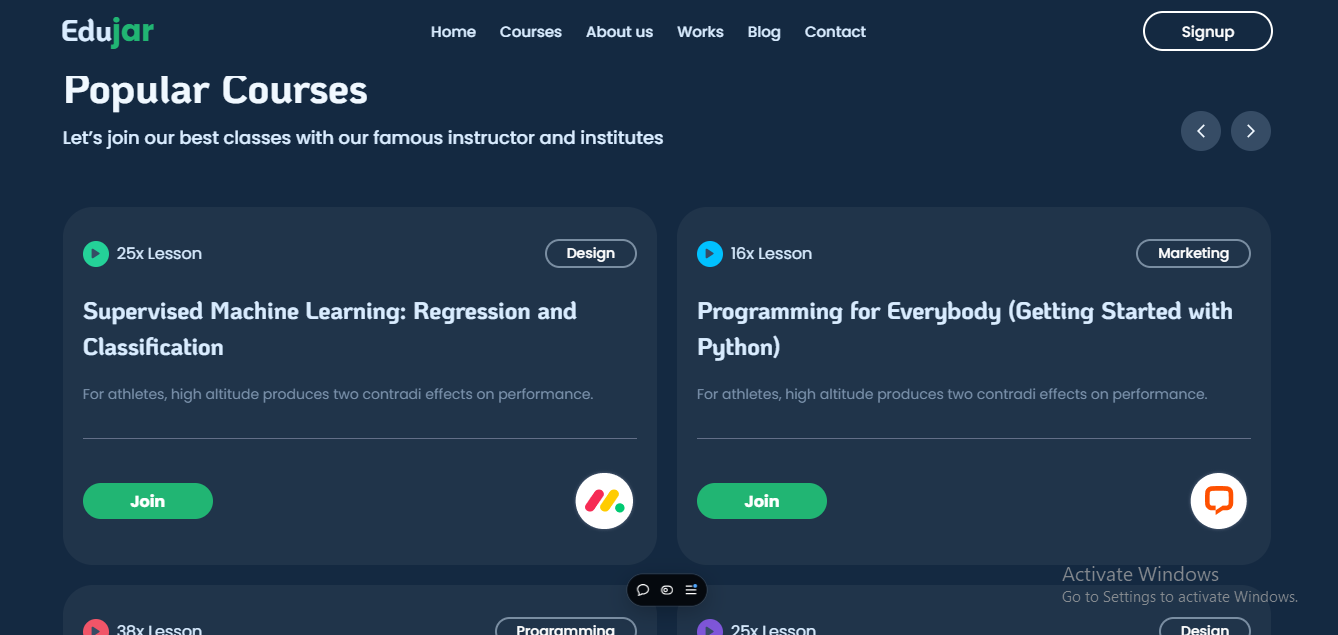 Edujar
Home Courses About us Works Blog Contact
Signup
Popular Courses
Let’s join our best classes with our famous instructor and institutes
25x Lesson
Design
Supervised Machine Learning: Regression and
Classification
For athletes, high altitude produces two contradi effects on performance.
Join
16x Lesson
Marketing
Programming for Everybody (Getting Started with
Python)
For athletes, high altitude produces two contradi effects on performance.
Join
38x Lesson
Programming
25x Lesson
Design
Activate Windows
Go to Settings to activate Windows.